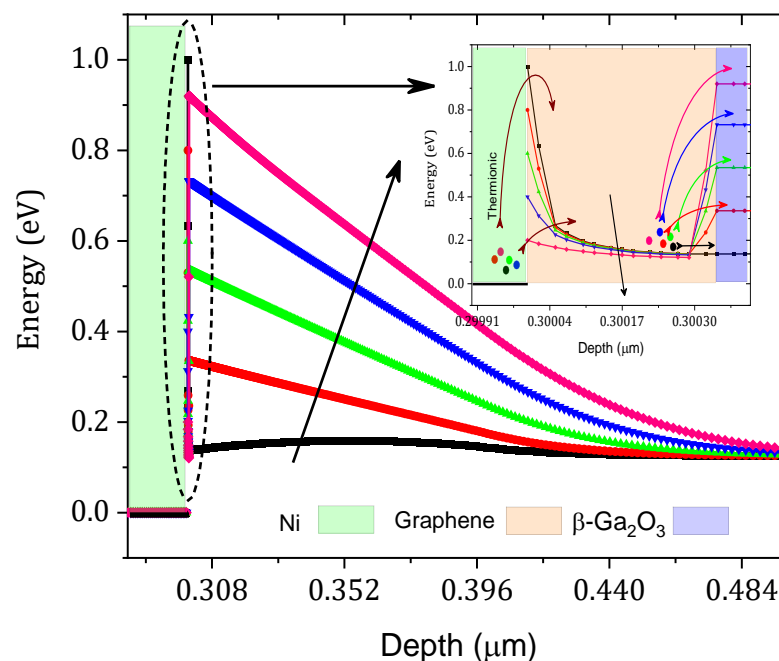 1.0
0.8
0.6
0.4
0.2
0.0
Energy (eV)
0.308 0.352 0.396 0.440 0.484
Depth (μm)
Ni Graphene β-Ga₂O₃
1.0
0.8
0.6
0.4
0.2
0.0
Energy (eV)
Thermionic
0.29991 0.30004 0.30017 0.30030
Depth (μm)